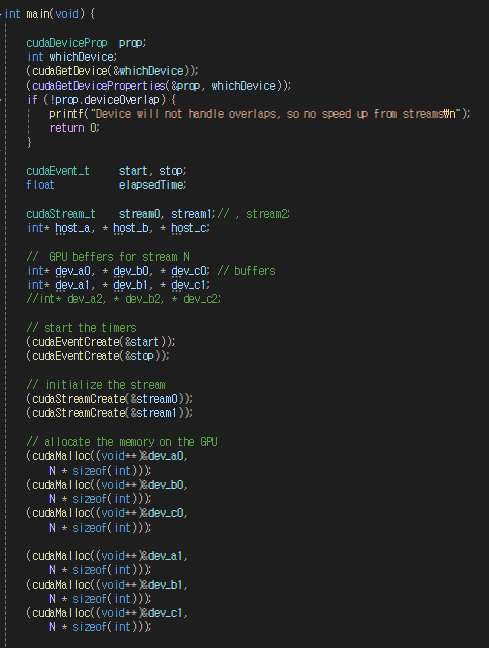 int main(void) {
cudaDeviceProp prop;
int whichDevice;
(cudaGetDevice(&whichDevice));
(cudaGetDeviceProperties(&prop, whichDevice));
if (!prop.deviceOverlap) {
printf("Device will not handle overlaps, so no speed up from streams₩n");
return 0;
}
cudaEvent_t start, stop;
float elapsedTime;
cudaStream_t stream0, stream1;// , stream2;
int* host_a, * host_b, * host_c;
// GPU beffers for stream N
int* dev_a0, * dev_b0, * dev_c0; // buffers
int* dev_a1, * dev_b1, * dev_c1;
//int* dev_a2, * dev_b2, * dev_c2;
// start the timers
(cudaEventCreate(&start));
(cudaEventCreate(&stop));
// initialize the stream
(cudaStreamCreate(&stream0));
(cudaStreamCreate(&stream1));
// allocate the memory on the GPU
(cudaMalloc((void**)&dev_a0,
N * sizeof(int)));
(cudaMalloc((void**)&dev_b0,
N * sizeof(int)));
(cudaMalloc((void**)&dev_c0,
N * sizeof(int)));
(cudaMalloc((void**)&dev_a1,
N * sizeof(int)));
(cudaMalloc((void**)&dev_b1,
N * sizeof(int)));
(cudaMalloc((void**)&dev_c1,
N * sizeof(int)));